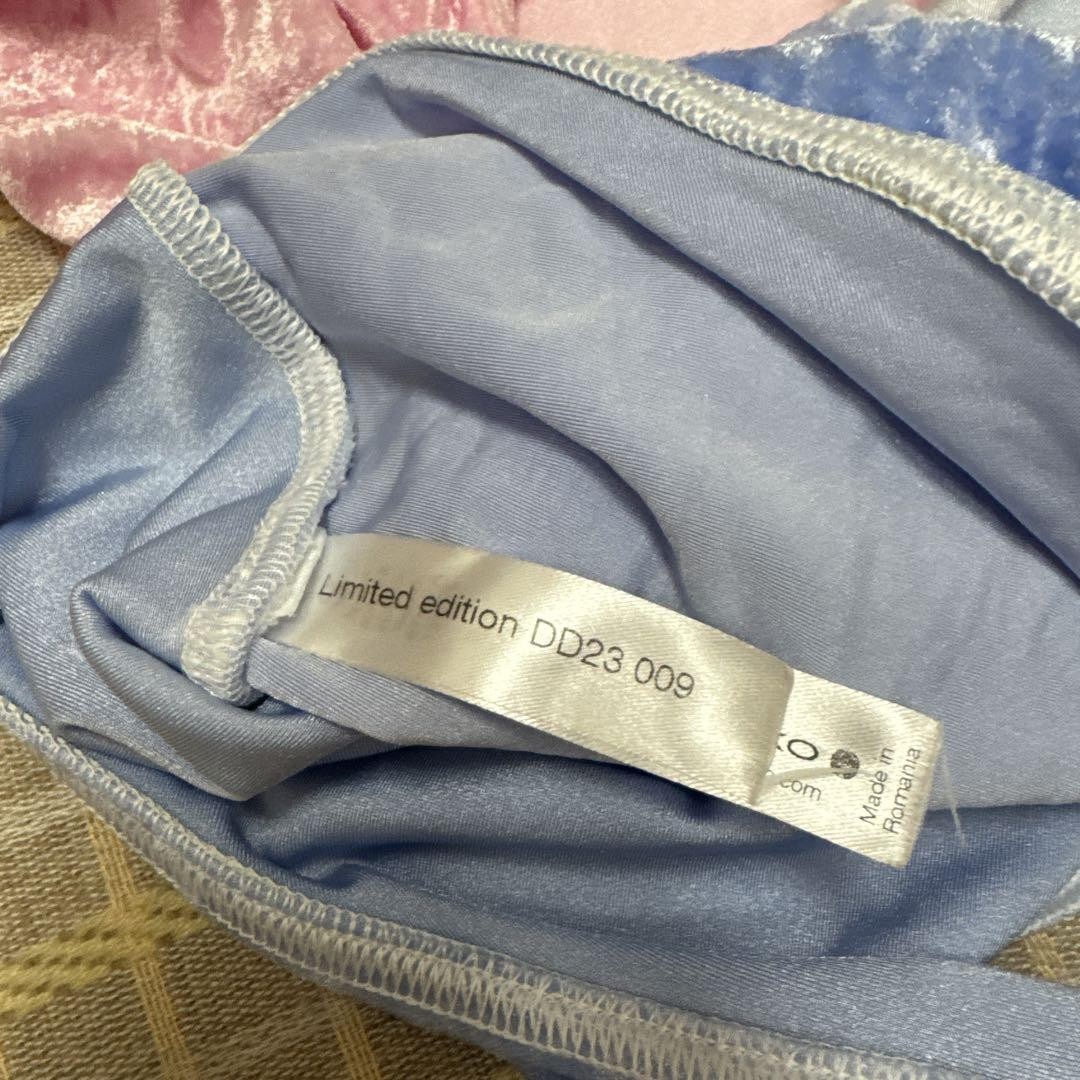 Limited edition DD23 009
com
Made in
Romania